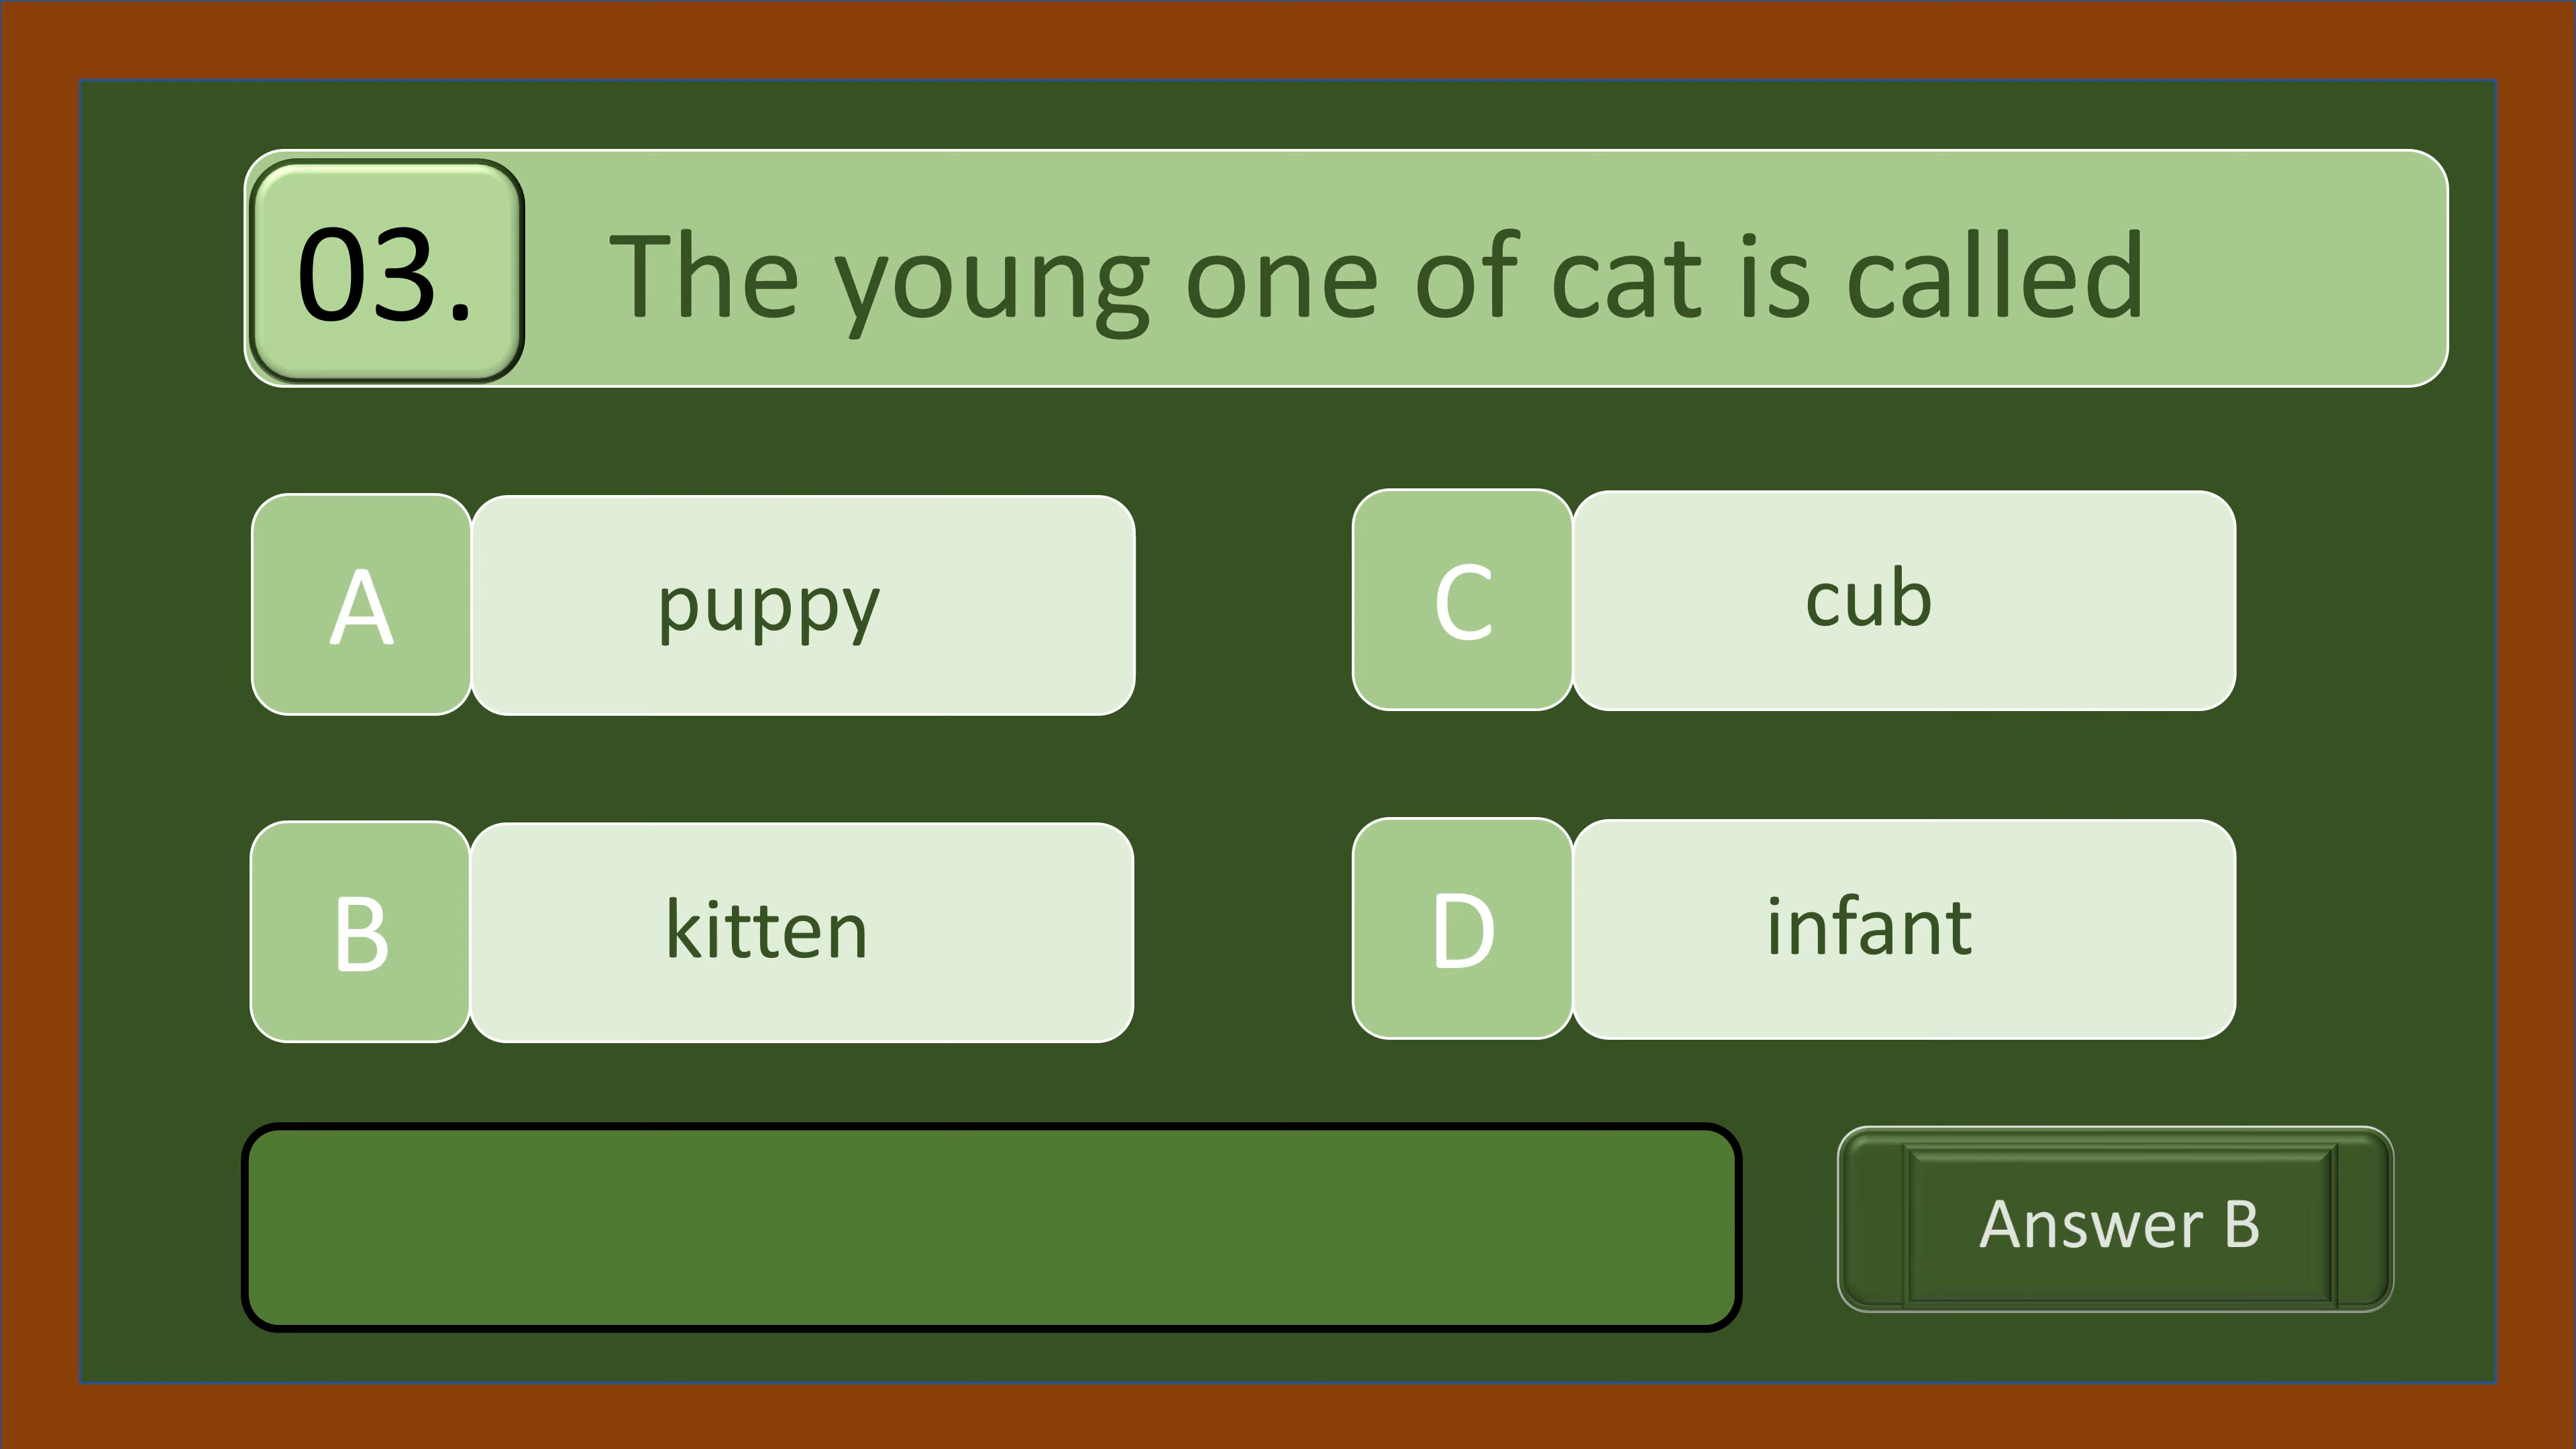 03. The young one of cat is called
A puppy
C cub
B kitten
D infant
Answer B